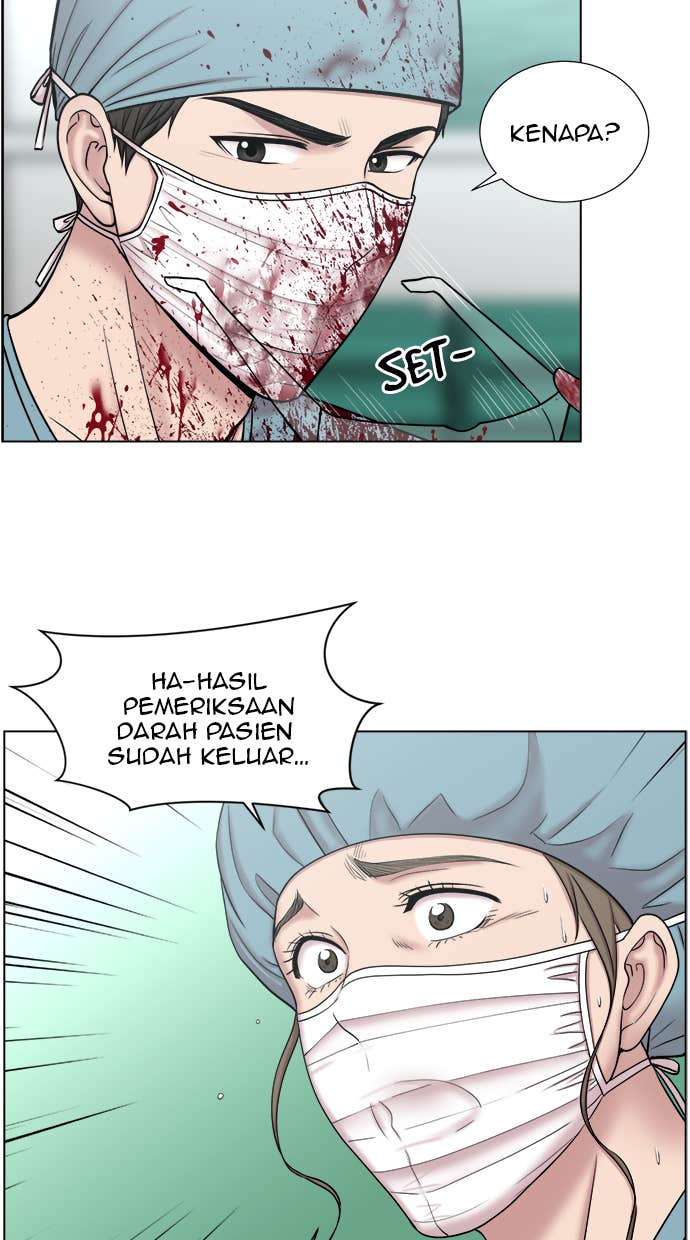 KENAPA?
SET-
HA-HASIL
PEMERIKSAAN
DARAH PASIEN
SUDAH KELUAR...